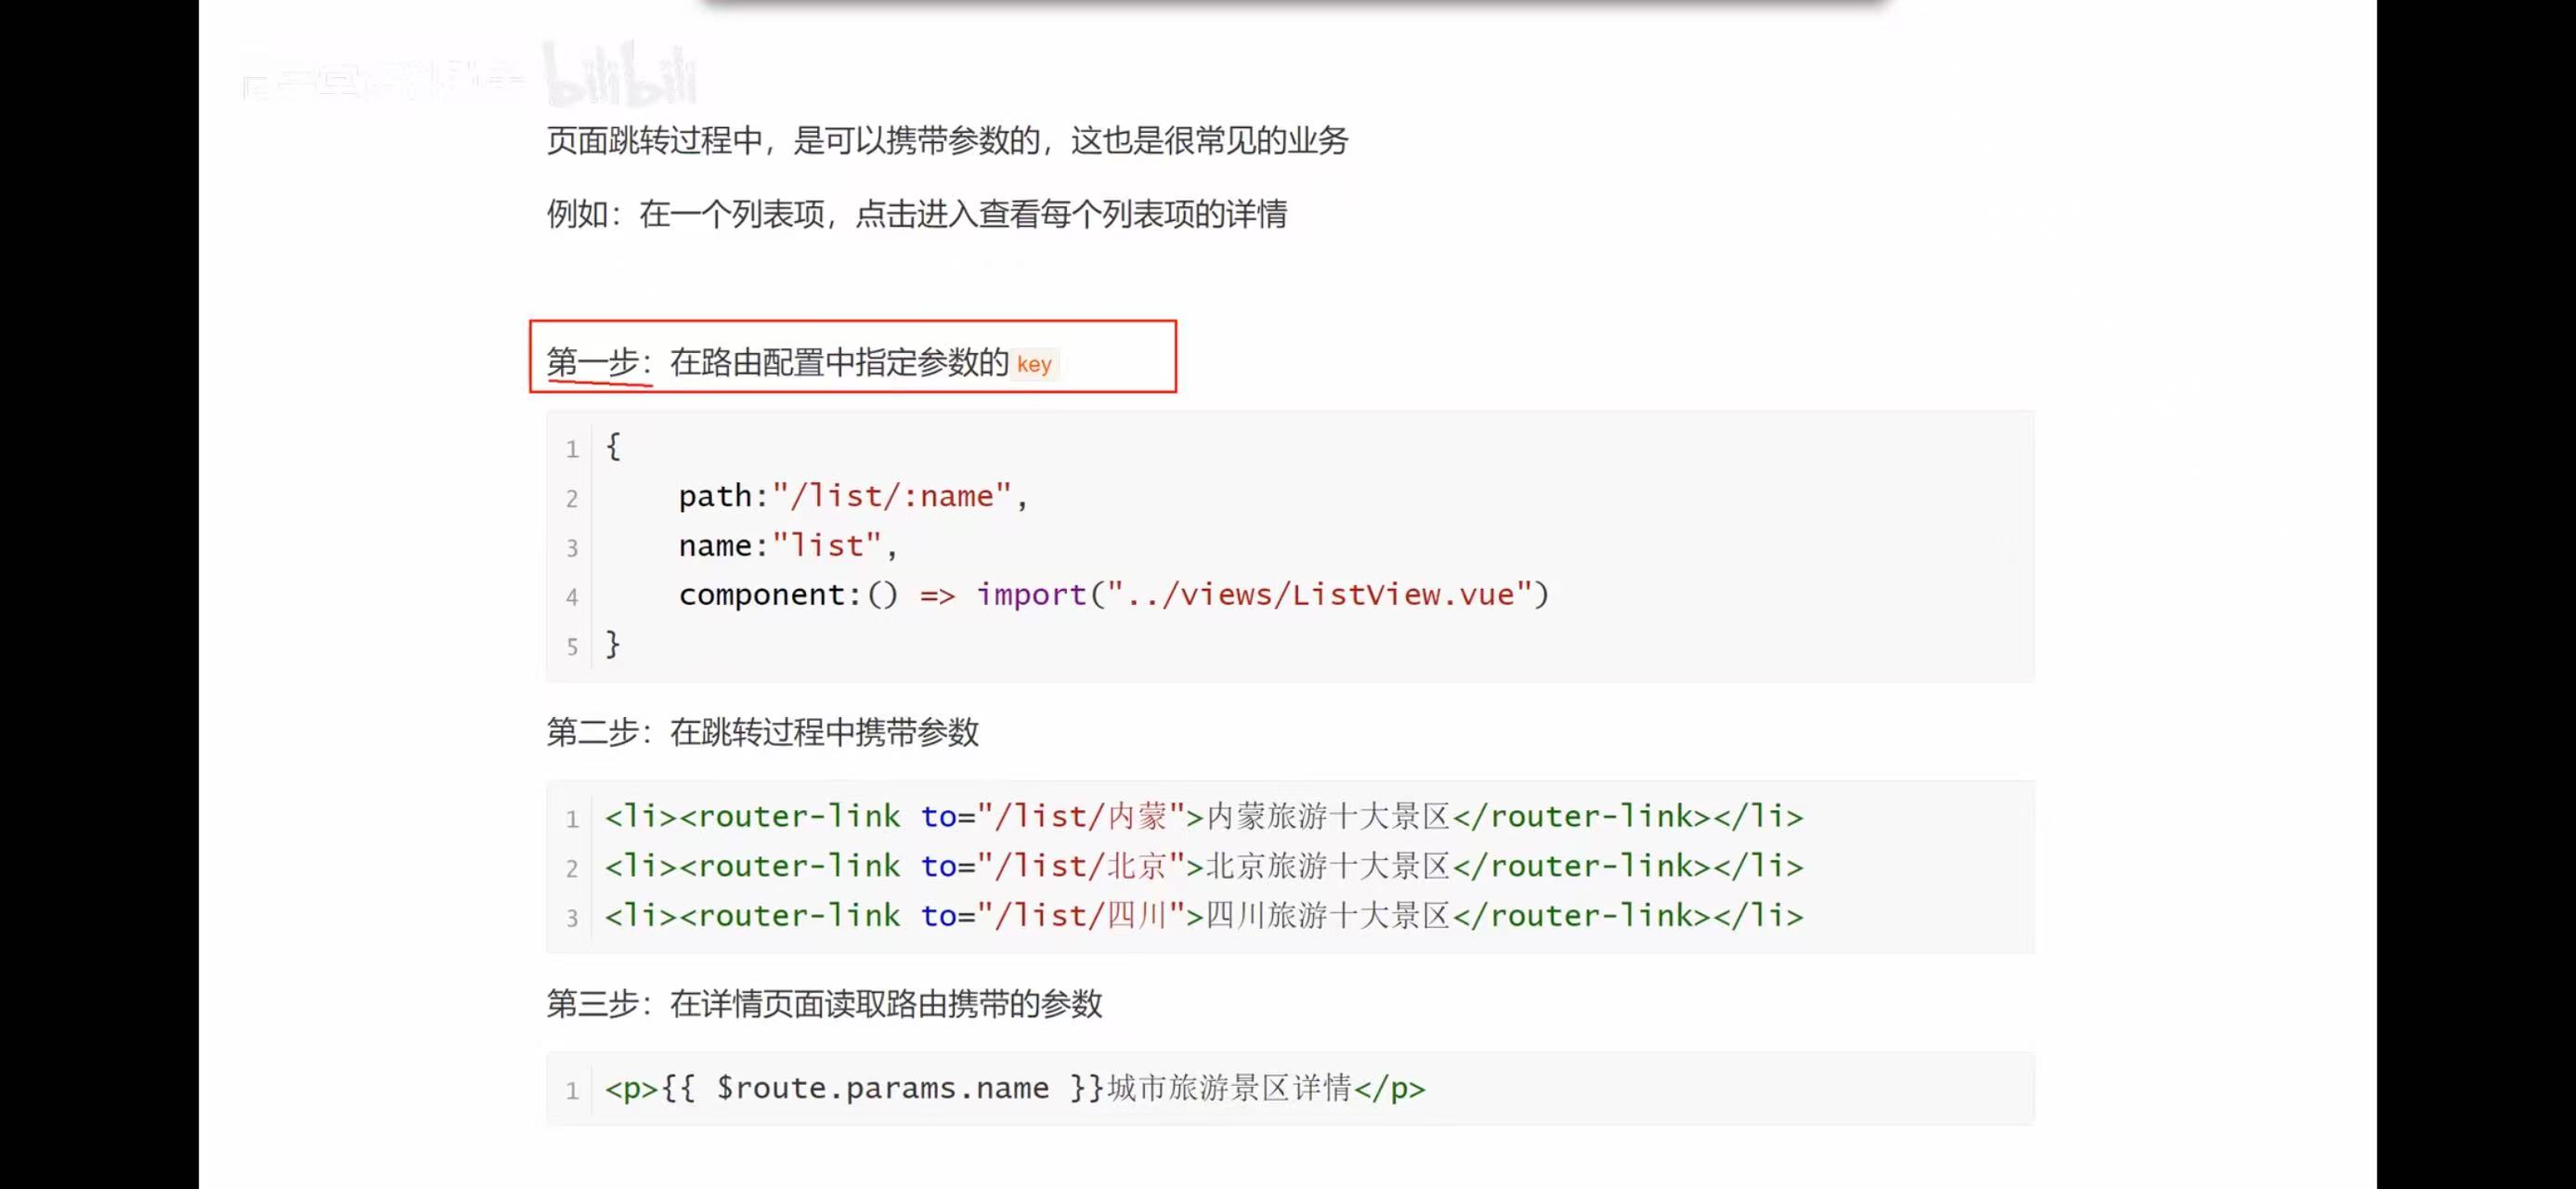 bilibili
页面跳转过程中，是可以携带参数的，这也是很常见的业务
例如：在一个列表项，点击进入查看每个列表项的详情
第一步：在路由配置中指定参数的key
1 {
2     path:"/list/:name",
3     name:"list",
4     component:() => import("../views/ListView.vue")
5 }
第二步：在跳转过程中携带参数
1 <li><router-link to="/list/内蒙">内蒙旅游十大景区</router-link></li>
2 <li><router-link to="/list/北京">北京旅游十大景区</router-link></li>
3 <li><router-link to="/list/四川">四川旅游十大景区</router-link></li>
第三步：在详情页面读取路由携带的参数
1 <p>{{ $route.params.name }}城市旅游景区详情</p>